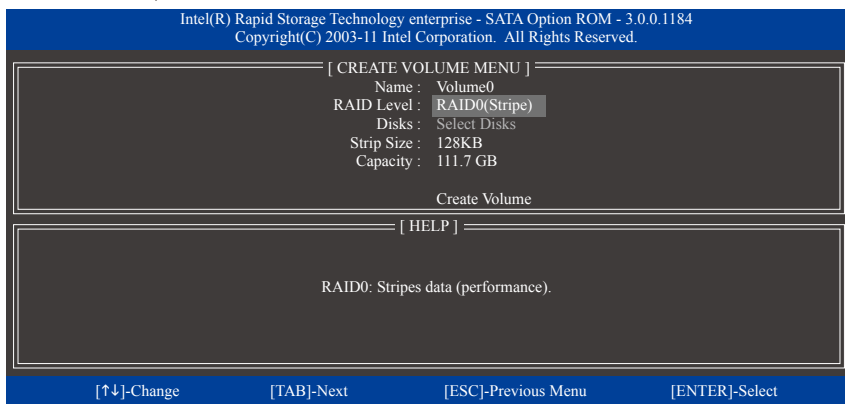 Intel(R) Rapid Storage Technology enterprise - SATA Option ROM - 3.0.0.1184
Copyright(C) 2003-11 Intel Corporation. All Rights Reserved.
[ CREATE VOLUME MENU ]
Name : Volume0
RAID Level : RAID0(Stripe)
Disks : Select Disks
Strip Size : 128KB
Capacity : 111.7 GB
Create Volume
[ HELP ]
RAID0: Stripes data (performance).
[↑↓]-Change [TAB]-Next [ESC]-Previous Menu [ENTER]-Select